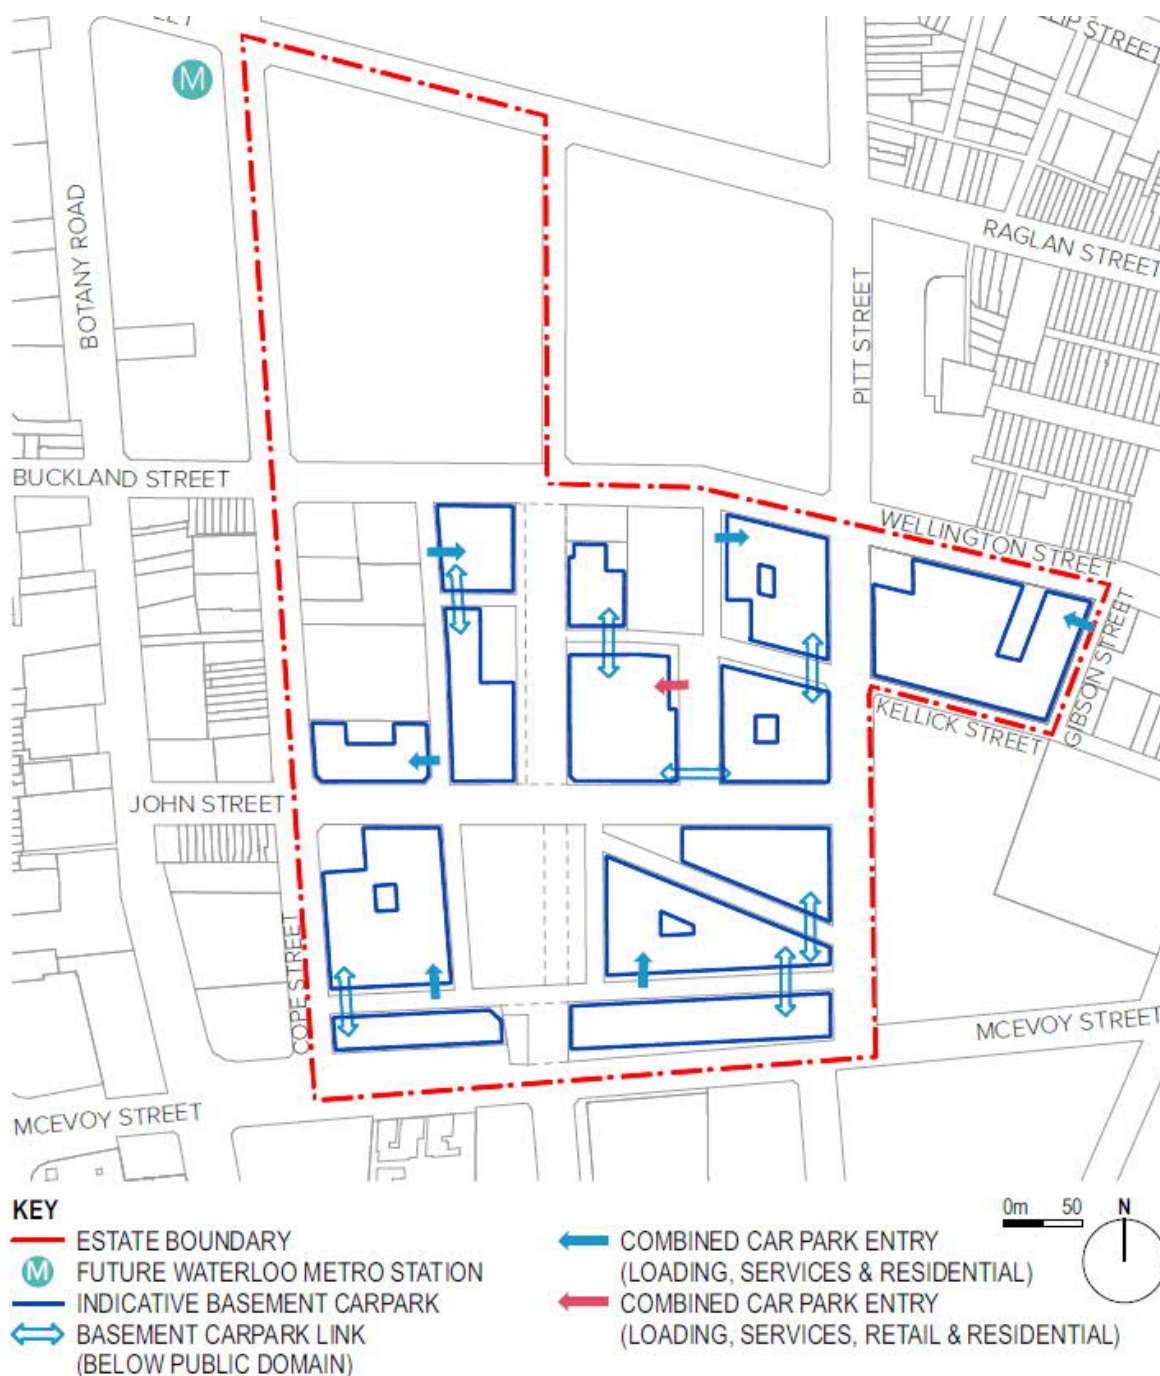 M
BOTANY ROAD
PITT STREET
RAGLAN STREET
BUCKLAND STREET
WELLINGTON STREET
GIBSON STREET
KELLICK STREET
JOHN STREET
COPE STREET
MCEVOY STREET
MCEVOY STREET
KEY
ESTATE BOUNDARY
M FUTURE WATERLOO METRO STATION
INDICATIVE BASEMENT CARPARK
BASEMENT CARPARK LINK
(BELOW PUBLIC DOMAIN)
COMBINED CAR PARK ENTRY
(LOADING, SERVICES & RESIDENTIAL)
COMBINED CAR PARK ENTRY
(LOADING, SERVICES, RETAIL & RESIDENTIAL)
0m 50
N